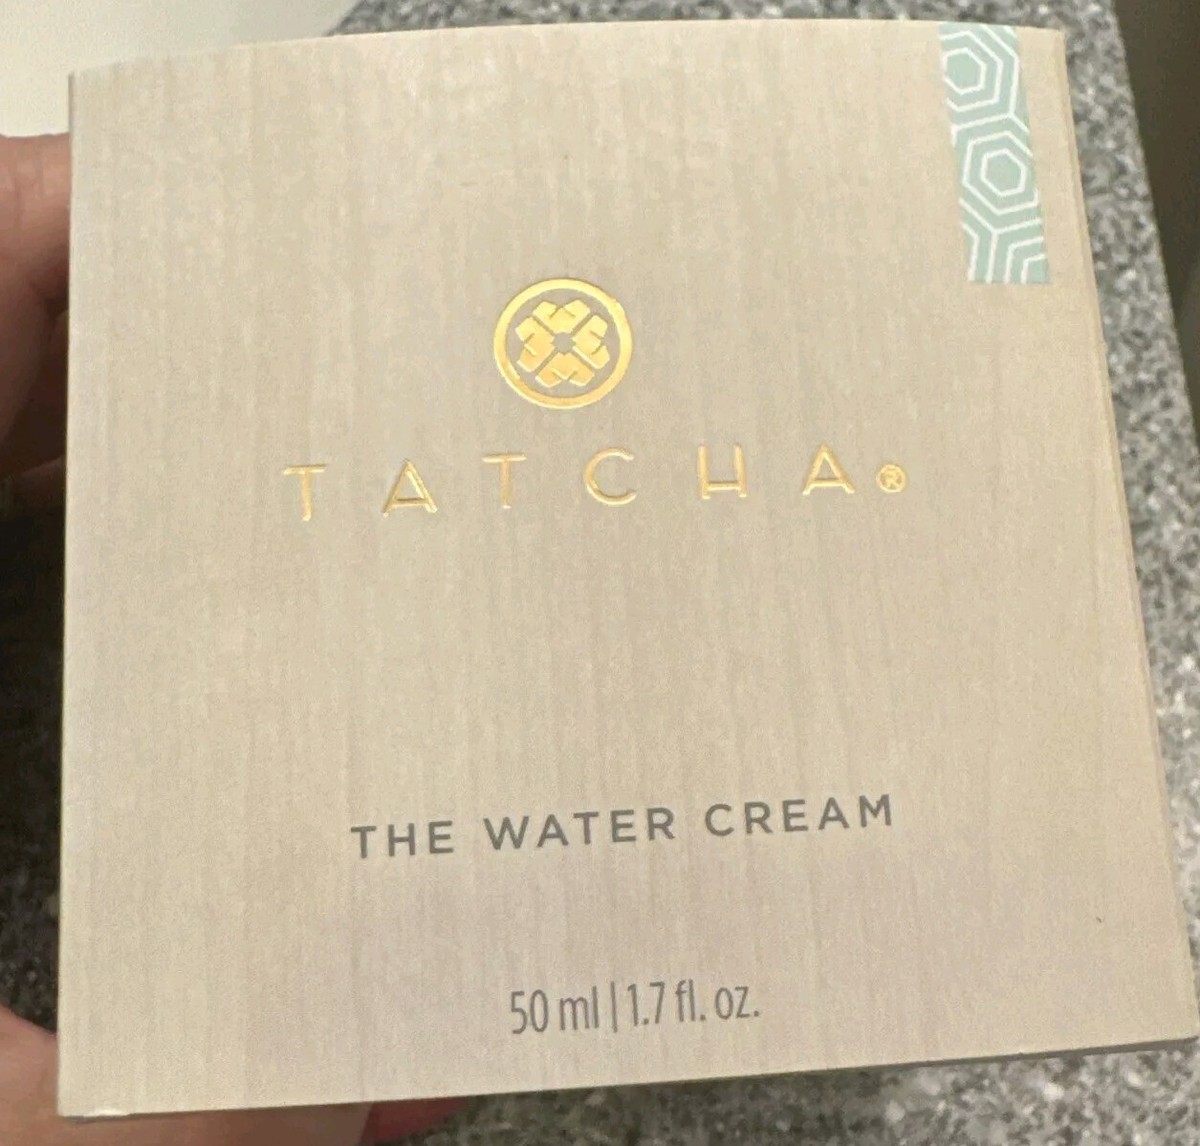 TATCHA®
THE WATER CREAM
50 ml | 1.7 fl. oz.